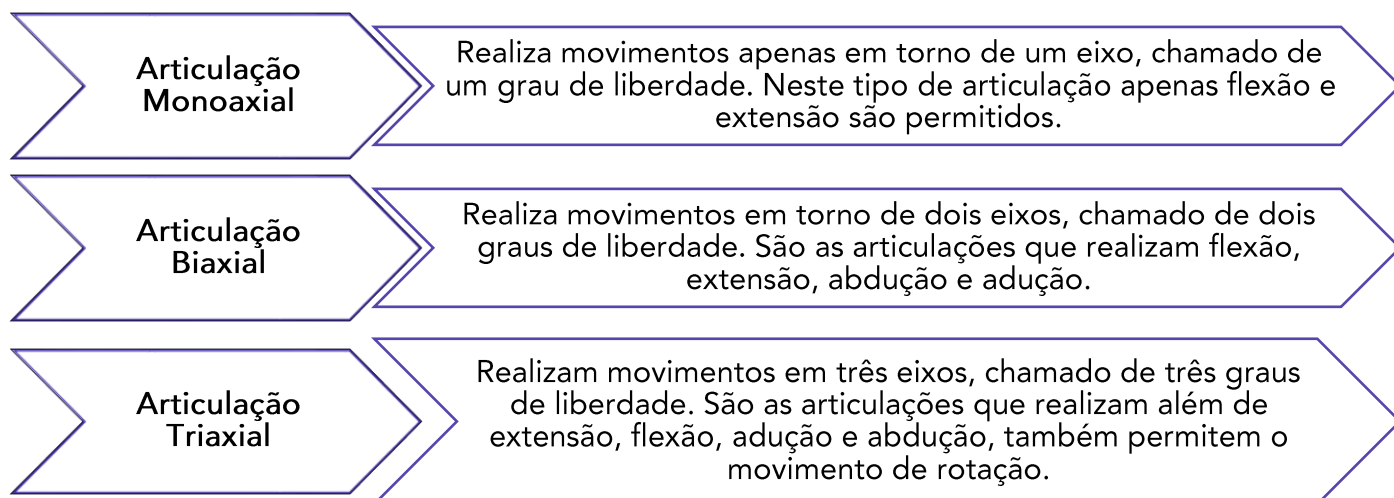 Articulação
Monoaxial
Realiza movimentos apenas em torno de um eixo, chamado de
um grau de liberdade. Neste tipo de articulação apenas flexão e
extensão são permitidos.
Articulação
Biaxial
Realiza movimentos em torno de dois eixos, chamado de dois
graus de liberdade. São as articulações que realizam flexão,
extensão, abdução e adução.
Articulação
Triaxial
Realizam movimentos em três eixos, chamado de três graus
de liberdade. São as articulações que realizam além de
extensão, flexão, adução e abdução, também permitem o
movimento de rotação.